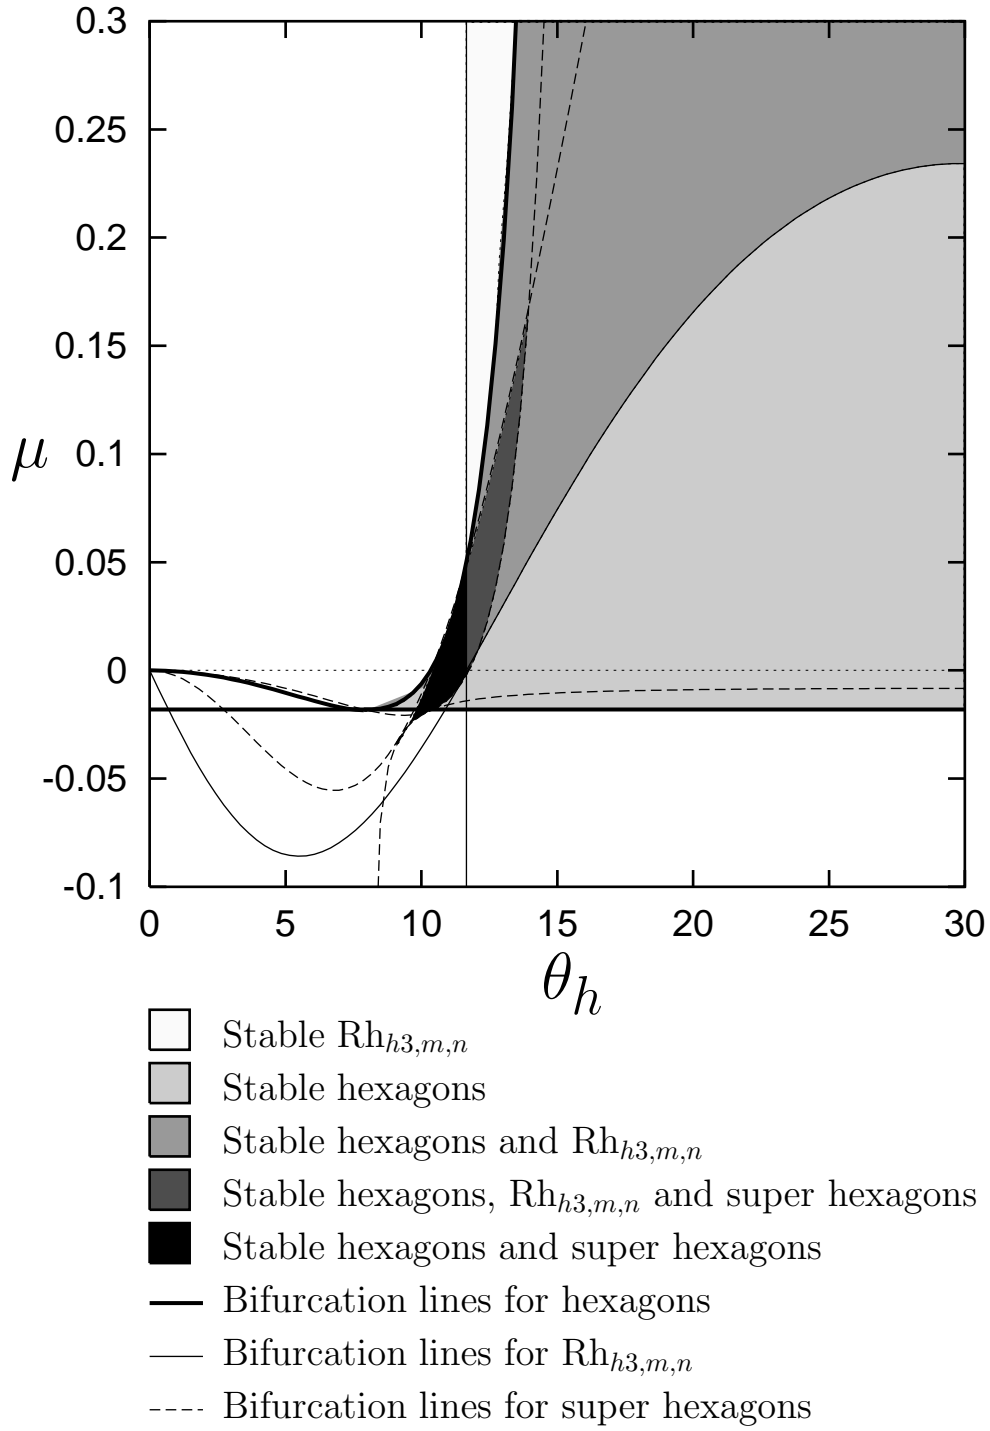 0.3
0.25
0.2
0.15
μ 0.1
0.05
0
-0.05
-0.1
0 5 10 15 20 25 30
θ_h
Stable Rh_{h3,m,n}
Stable hexagons
Stable hexagons and Rh_{h3,m,n}
Stable hexagons, Rh_{h3,m,n} and super hexagons
Stable hexagons and super hexagons
Bifurcation lines for hexagons
Bifurcation lines for Rh_{h3,m,n}
Bifurcation lines for super hexagons